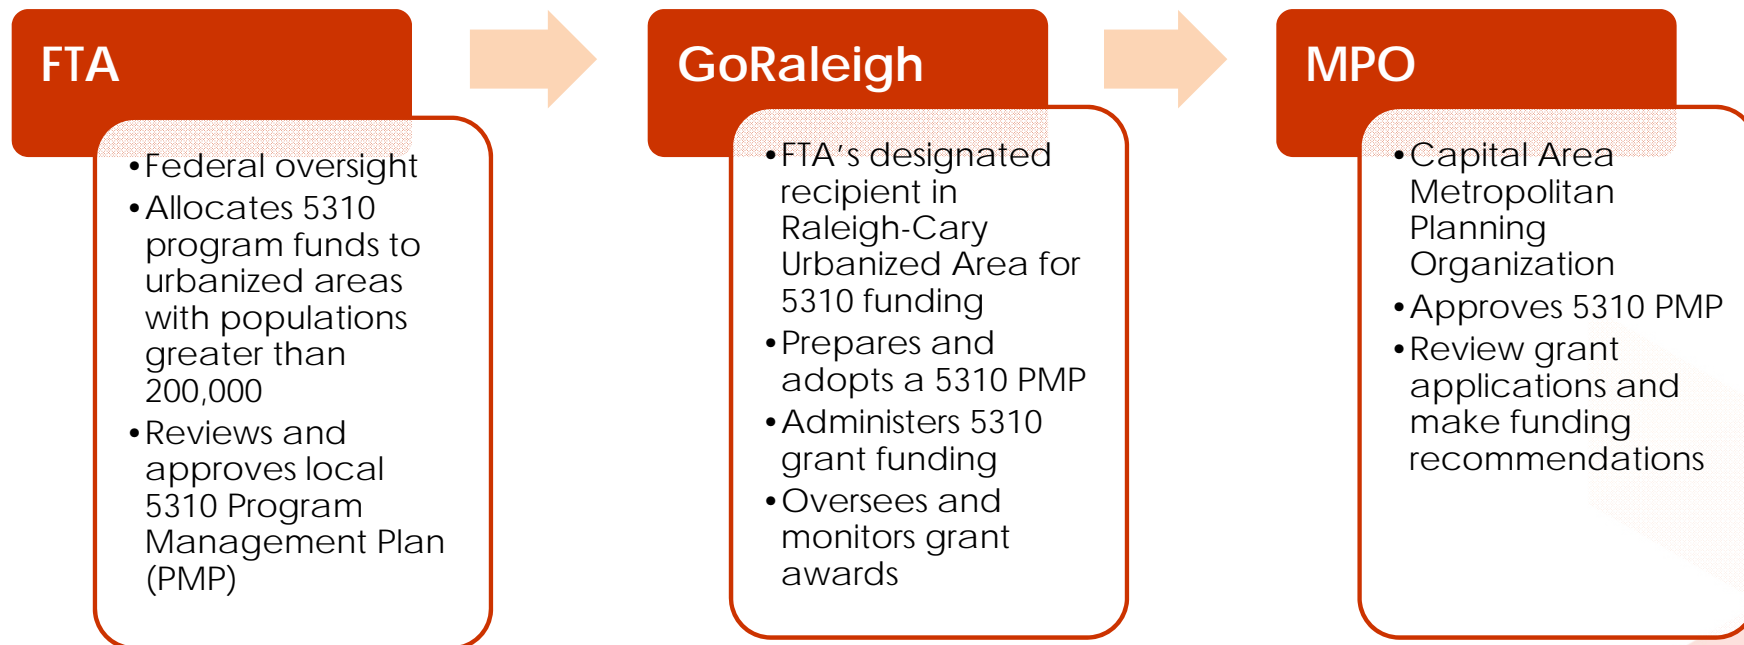 FTA
•Federal oversight
•Allocates 5310
program funds to
urbanized areas
with populations
greater than
200,000
•Reviews and
approves local
5310 Program
Management Plan
(PMP)
GoRaleigh
•FTA’s designated
recipient in
Raleigh-Cary
Urbanized Area for
5310 funding
•Prepares and
adopts a 5310 PMP
•Administers 5310
grant funding
•Oversees and
monitors grant
awards
MPO
•Capital Area
Metropolitan
Planning
Organization
•Approves 5310 PMP
•Review grant
applications and
make funding
recommendations